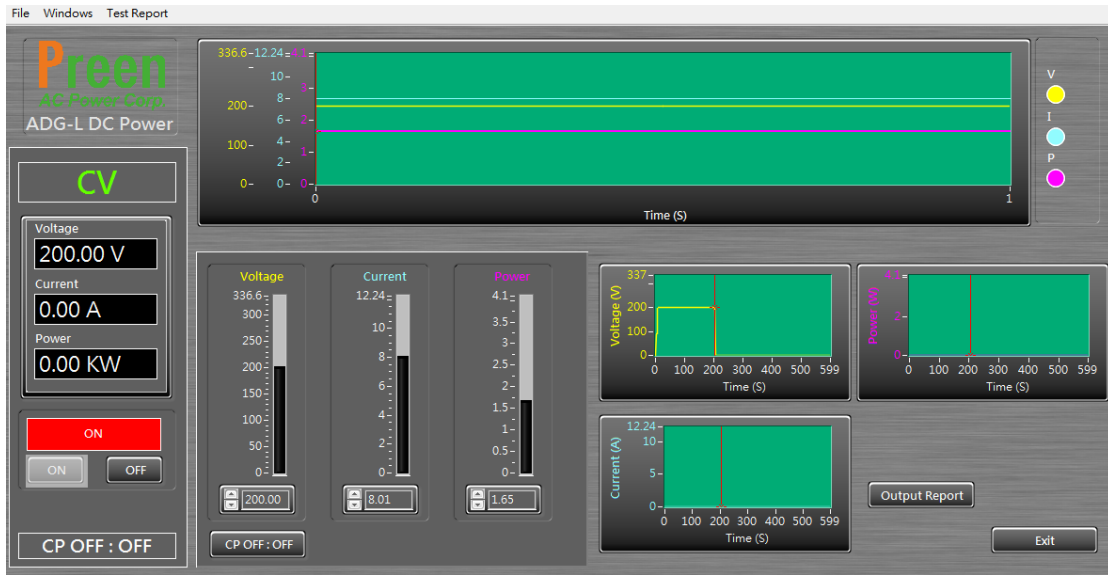 File Windows Test Report
Preen
AC Power Corp.
ADG-L DC Power
CV
Voltage
200.00 V
Current
0.00 A
Power
0.00 KW
ON
ON OFF
CP OFF : OFF
336.6 12.24 4.1
10
200 8
6 2
100 4
2 1
0 0 0
0 1
Time (S)
V
I
P
Voltage
336.6
300
250
200
150
100
50
0
200.00
CP OFF : OFF
Current
12.24
10
8
6
4
2
0
8.01
Power
4.1
3.5
3
2.5
2
1.5
1
0.5
0
1.65
Voltage (V)
337
200
100
0
0 100 200 300 400 500 599
Time (S)
Power (W)
4.1
2
0
0 100 200 300 400 500 599
Time (S)
Current (A)
12.24
10
5
0
0 100 200 300 400 500 599
Time (S)
Output Report
Exit